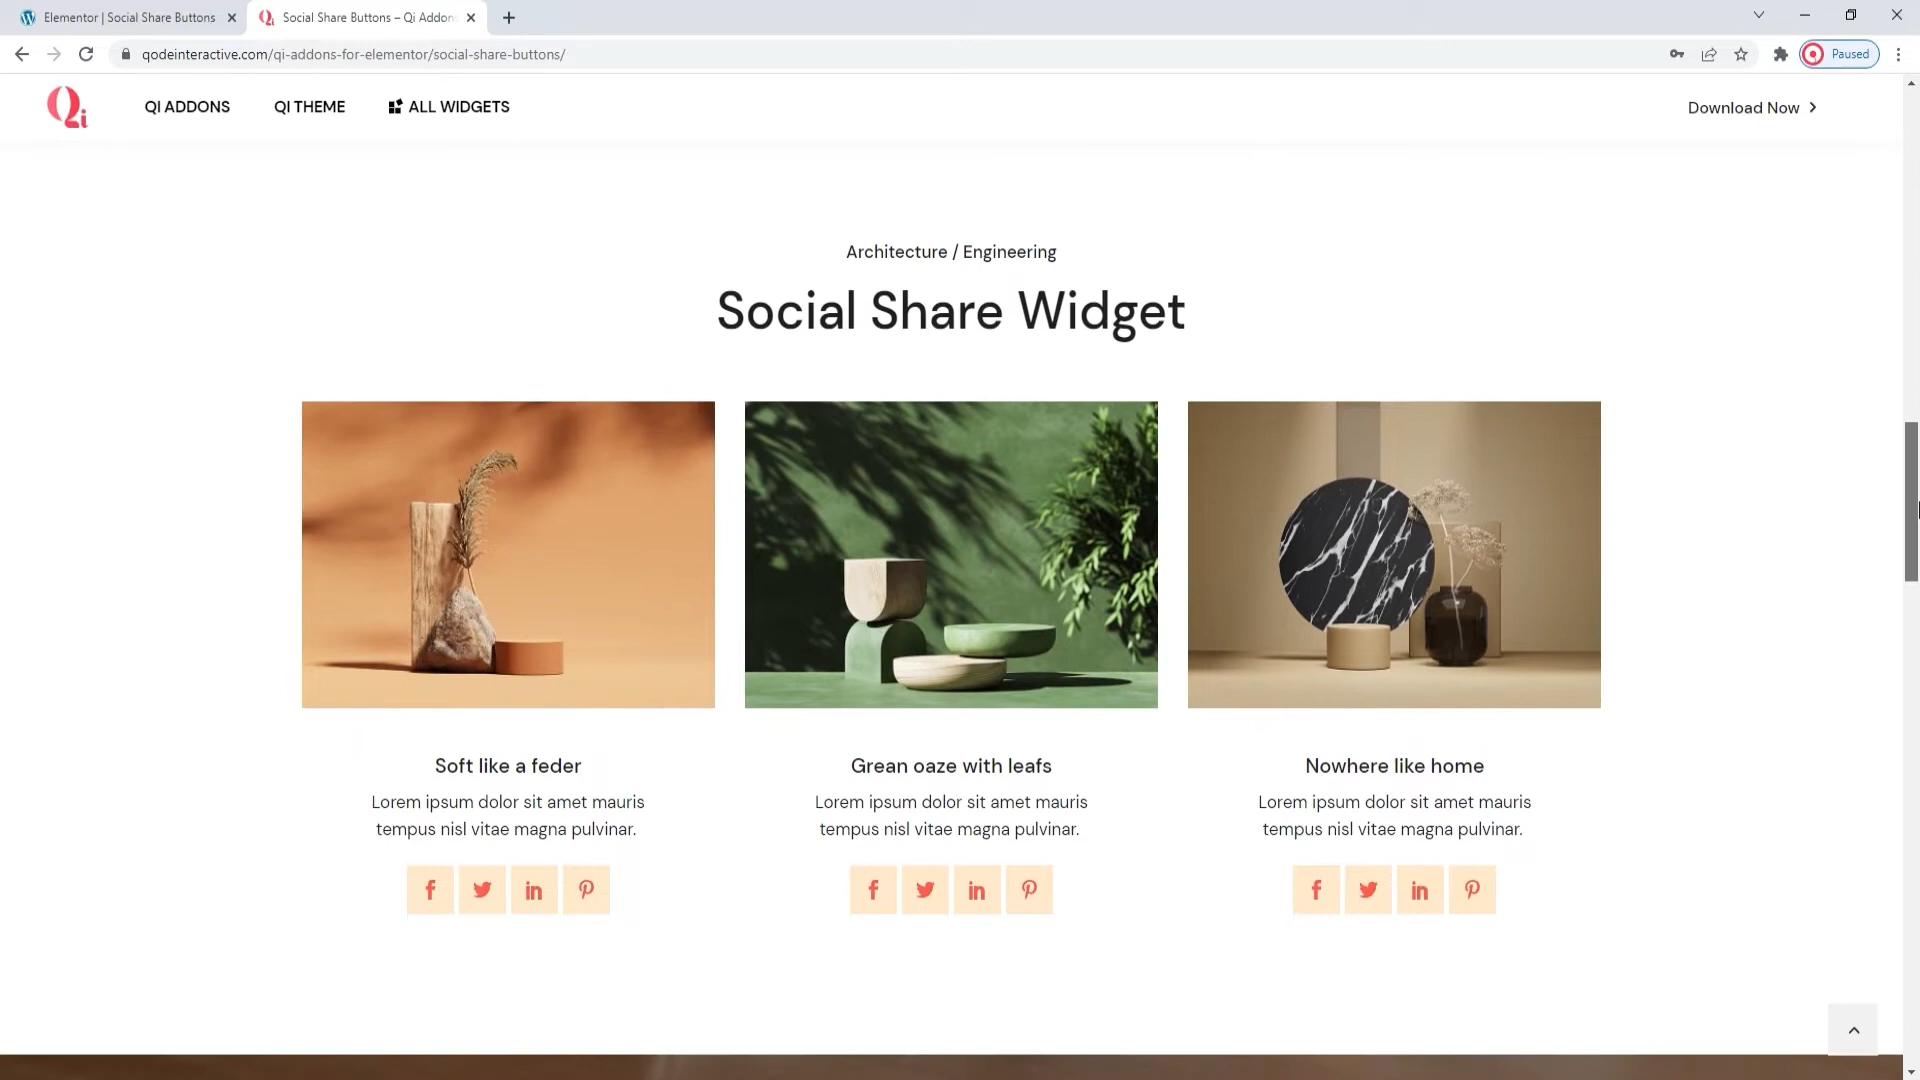 Elementor | Social Share Buttons
Social Share Buttons – Qi Addon
qodeinteractive.com/qi-addons-for-elementor/social-share-buttons/
Paused
Qi
QI ADDONS
QI THEME
ALL WIDGETS
Download Now
Architecture / Engineering
Social Share Widget
Soft like a feder
Lorem ipsum dolor sit amet mauris
tempus nisl vitae magna pulvinar.
Grean oaze with leafs
Lorem ipsum dolor sit amet mauris
tempus nisl vitae magna pulvinar.
Nowhere like home
Lorem ipsum dolor sit amet mauris
tempus nisl vitae magna pulvinar.